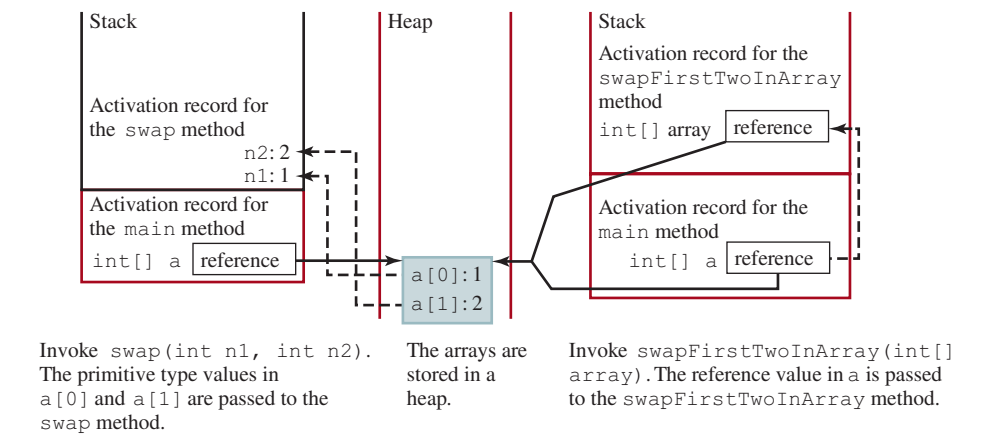 Stack
Activation record for
the swap method
n2: 2
n1: 1
Activation record for
the main method
int[] a reference
Heap
a[0]: 1
a[1]: 2
Stack
Activation record for the
swapFirstTwoInArray
method
int[] array reference
Activation record for the
main method
int[] a reference
Invoke swap(int n1, int n2).
The primitive type values in
a[0] and a[1] are passed to the
swap method.
The arrays are
stored in a
heap.
Invoke swapFirstTwoInArray(int[]
array). The reference value in a is passed
to the swapFirstTwoInArray method.